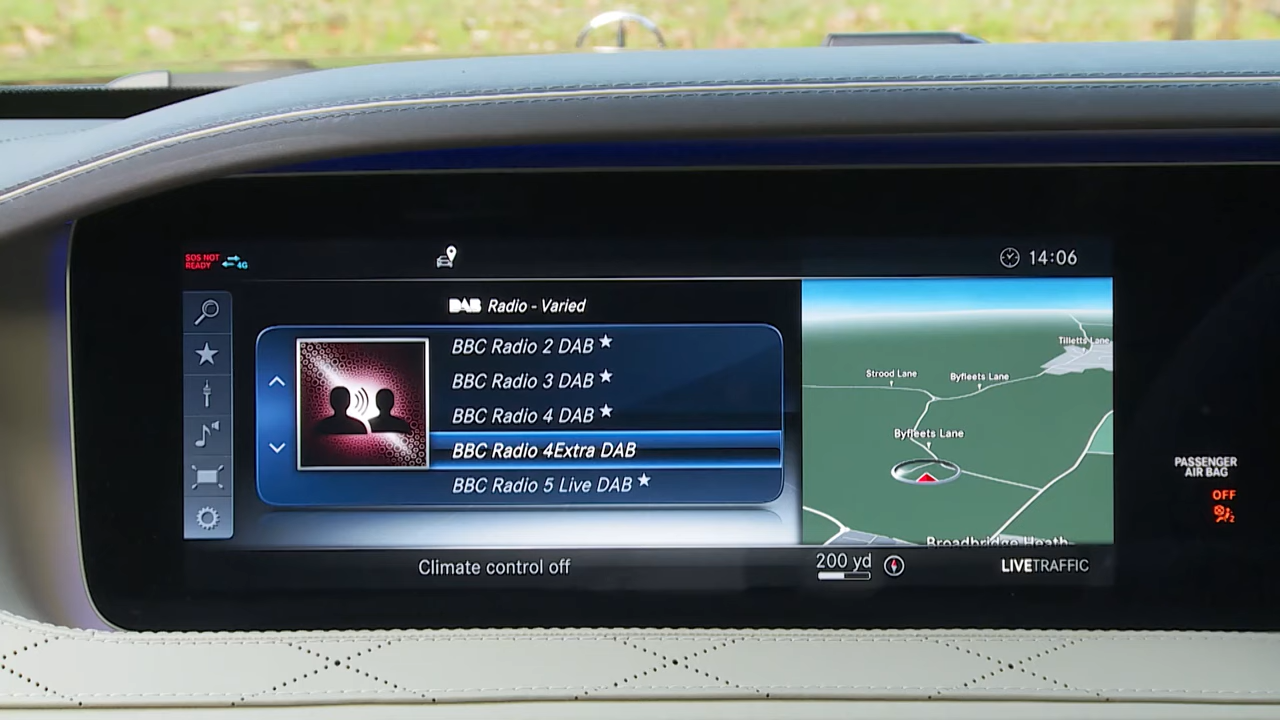 SOS NOT
READY
4G
14:06
DAB Radio - Varied
BBC Radio 2 DAB ★
BBC Radio 3 DAB ★
BBC Radio 4 DAB ★
BBC Radio 4Extra DAB
BBC Radio 5 Live DAB ★
Tilletts Lane
Strood Lane
Byfleets Lane
Byfleets Lane
Broadbridge Heath
Climate control off
200 yd
LIVETRAFFIC
PASSENGER
AIR BAG
OFF